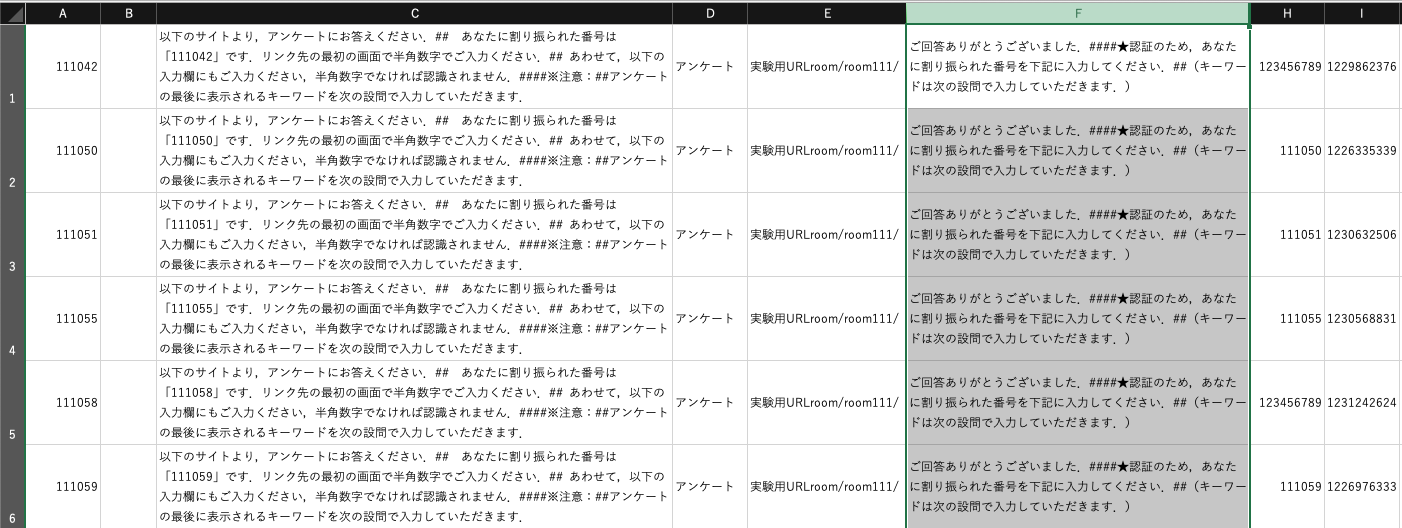 A B C D E F H I
1
111042
以下のサイトより，アンケートにお答えください．##　あなたに割り振られた番号は
「111042」です．リンク先の最初の画面で半角数字でご入力ください．## あわせて，以下の
入力欄にもご入力ください，半角数字でなければ認識されません．####※注意：##アンケート
の最後に表示されるキーワードを次の設問で入力していただきます．
アンケート
実験用URLroom/room111/
ご回答ありがとうございました．####★認証のため，あなた
に割り振られた番号を下記に入力してください．##（キーワー
ドは次の設問で入力していただきます．）
123456789
1229862376
2
111050
以下のサイトより，アンケートにお答えください．##　あなたに割り振られた番号は
「111050」です．リンク先の最初の画面で半角数字でご入力ください．## あわせて，以下の
入力欄にもご入力ください，半角数字でなければ認識されません．####※注意：##アンケート
の最後に表示されるキーワードを次の設問で入力していただきます．
アンケート
実験用URLroom/room111/
ご回答ありがとうございました．####★認証のため，あなた
に割り振られた番号を下記に入力してください．##（キーワー
ドは次の設問で入力していただきます．）
111050
1226335339
3
111051
以下のサイトより，アンケートにお答えください．##　あなたに割り振られた番号は
「111051」です．リンク先の最初の画面で半角数字でご入力ください．## あわせて，以下の
入力欄にもご入力ください，半角数字でなければ認識されません．####※注意：##アンケート
の最後に表示されるキーワードを次の設問で入力していただきます．
アンケート
実験用URLroom/room111/
ご回答ありがとうございました．####★認証のため，あなた
に割り振られた番号を下記に入力してください．##（キーワー
ドは次の設問で入力していただきます．）
111051
1230632506
4
111055
以下のサイトより，アンケートにお答えください．##　あなたに割り振られた番号は
「111055」です．リンク先の最初の画面で半角数字でご入力ください．## あわせて，以下の
入力欄にもご入力ください，半角数字でなければ認識されません．####※注意：##アンケート
の最後に表示されるキーワードを次の設問で入力していただきます．
アンケート
実験用URLroom/room111/
ご回答ありがとうございました．####★認証のため，あなた
に割り振られた番号を下記に入力してください．##（キーワー
ドは次の設問で入力していただきます．）
111055
1230568831
5
111058
以下のサイトより，アンケートにお答えください．##　あなたに割り振られた番号は
「111058」です．リンク先の最初の画面で半角数字でご入力ください．## あわせて，以下の
入力欄にもご入力ください，半角数字でなければ認識されません．####※注意：##アンケート
の最後に表示されるキーワードを次の設問で入力していただきます．
アンケート
実験用URLroom/room111/
ご回答ありがとうございました．####★認証のため，あなた
に割り振られた番号を下記に入力してください．##（キーワー
ドは次の設問で入力していただきます．）
123456789
1231242624
6
111059
以下のサイトより，アンケートにお答えください．##　あなたに割り振られた番号は
「111059」です．リンク先の最初の画面で半角数字でご入力ください．## あわせて，以下の
入力欄にもご入力ください，半角数字でなければ認識されません．####※注意：##アンケート
の最後に表示されるキーワードを次の設問で入力していただきます．
アンケート
実験用URLroom/room111/
ご回答ありがとうございました．####★認証のため，あなた
に割り振られた番号を下記に入力してください．##（キーワー
ドは次の設問で入力していただきます．）
111059
1226976333